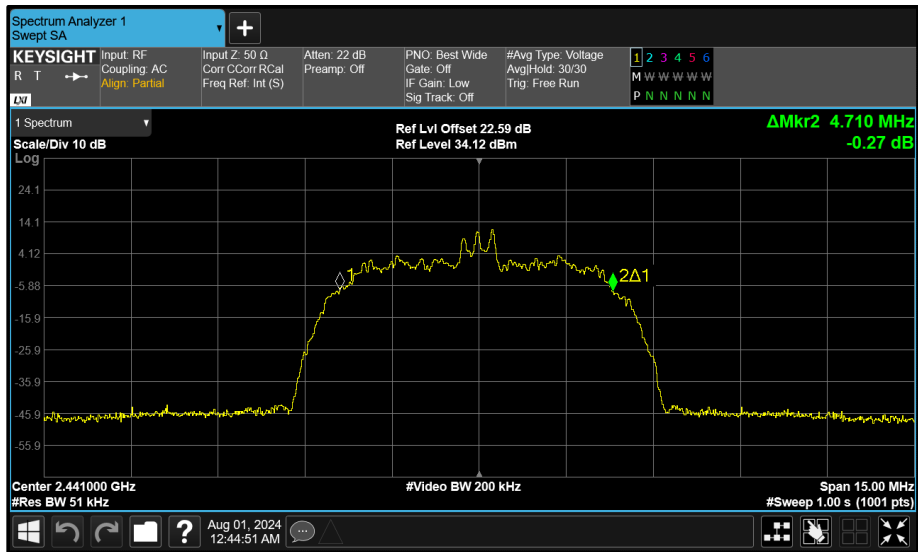 Spectrum Analyzer 1
Swept SA
KEYSIGHT
R T
LXI
Input: RF
Coupling: AC
Align: Partial
Input Z: 50 Ω
Corr CCorr RCal
Freq Ref: Int (S)
Atten: 22 dB
Preamp: Off
PNO: Best Wide
Gate: Off
IF Gain: Low
Sig Track: Off
#Avg Type: Voltage
Avg|Hold: 30/30
Trig: Free Run
1 2 3 4 5 6
M W W W W W
P N N N N N
1 Spectrum
Scale/Div 10 dB
Log
Ref Lvl Offset 22.59 dB
Ref Level 34.12 dBm
ΔMkr2 4.710 MHz
-0.27 dB
24.1
14.1
4.12
-5.88
-15.9
-25.9
-35.9
-45.9
-55.9
1
2Δ1
Center 2.441000 GHz
#Res BW 51 kHz
#Video BW 200 kHz
Span 15.00 MHz
#Sweep 1.00 s (1001 pts)
?
Aug 01, 2024
12:44:51 AM